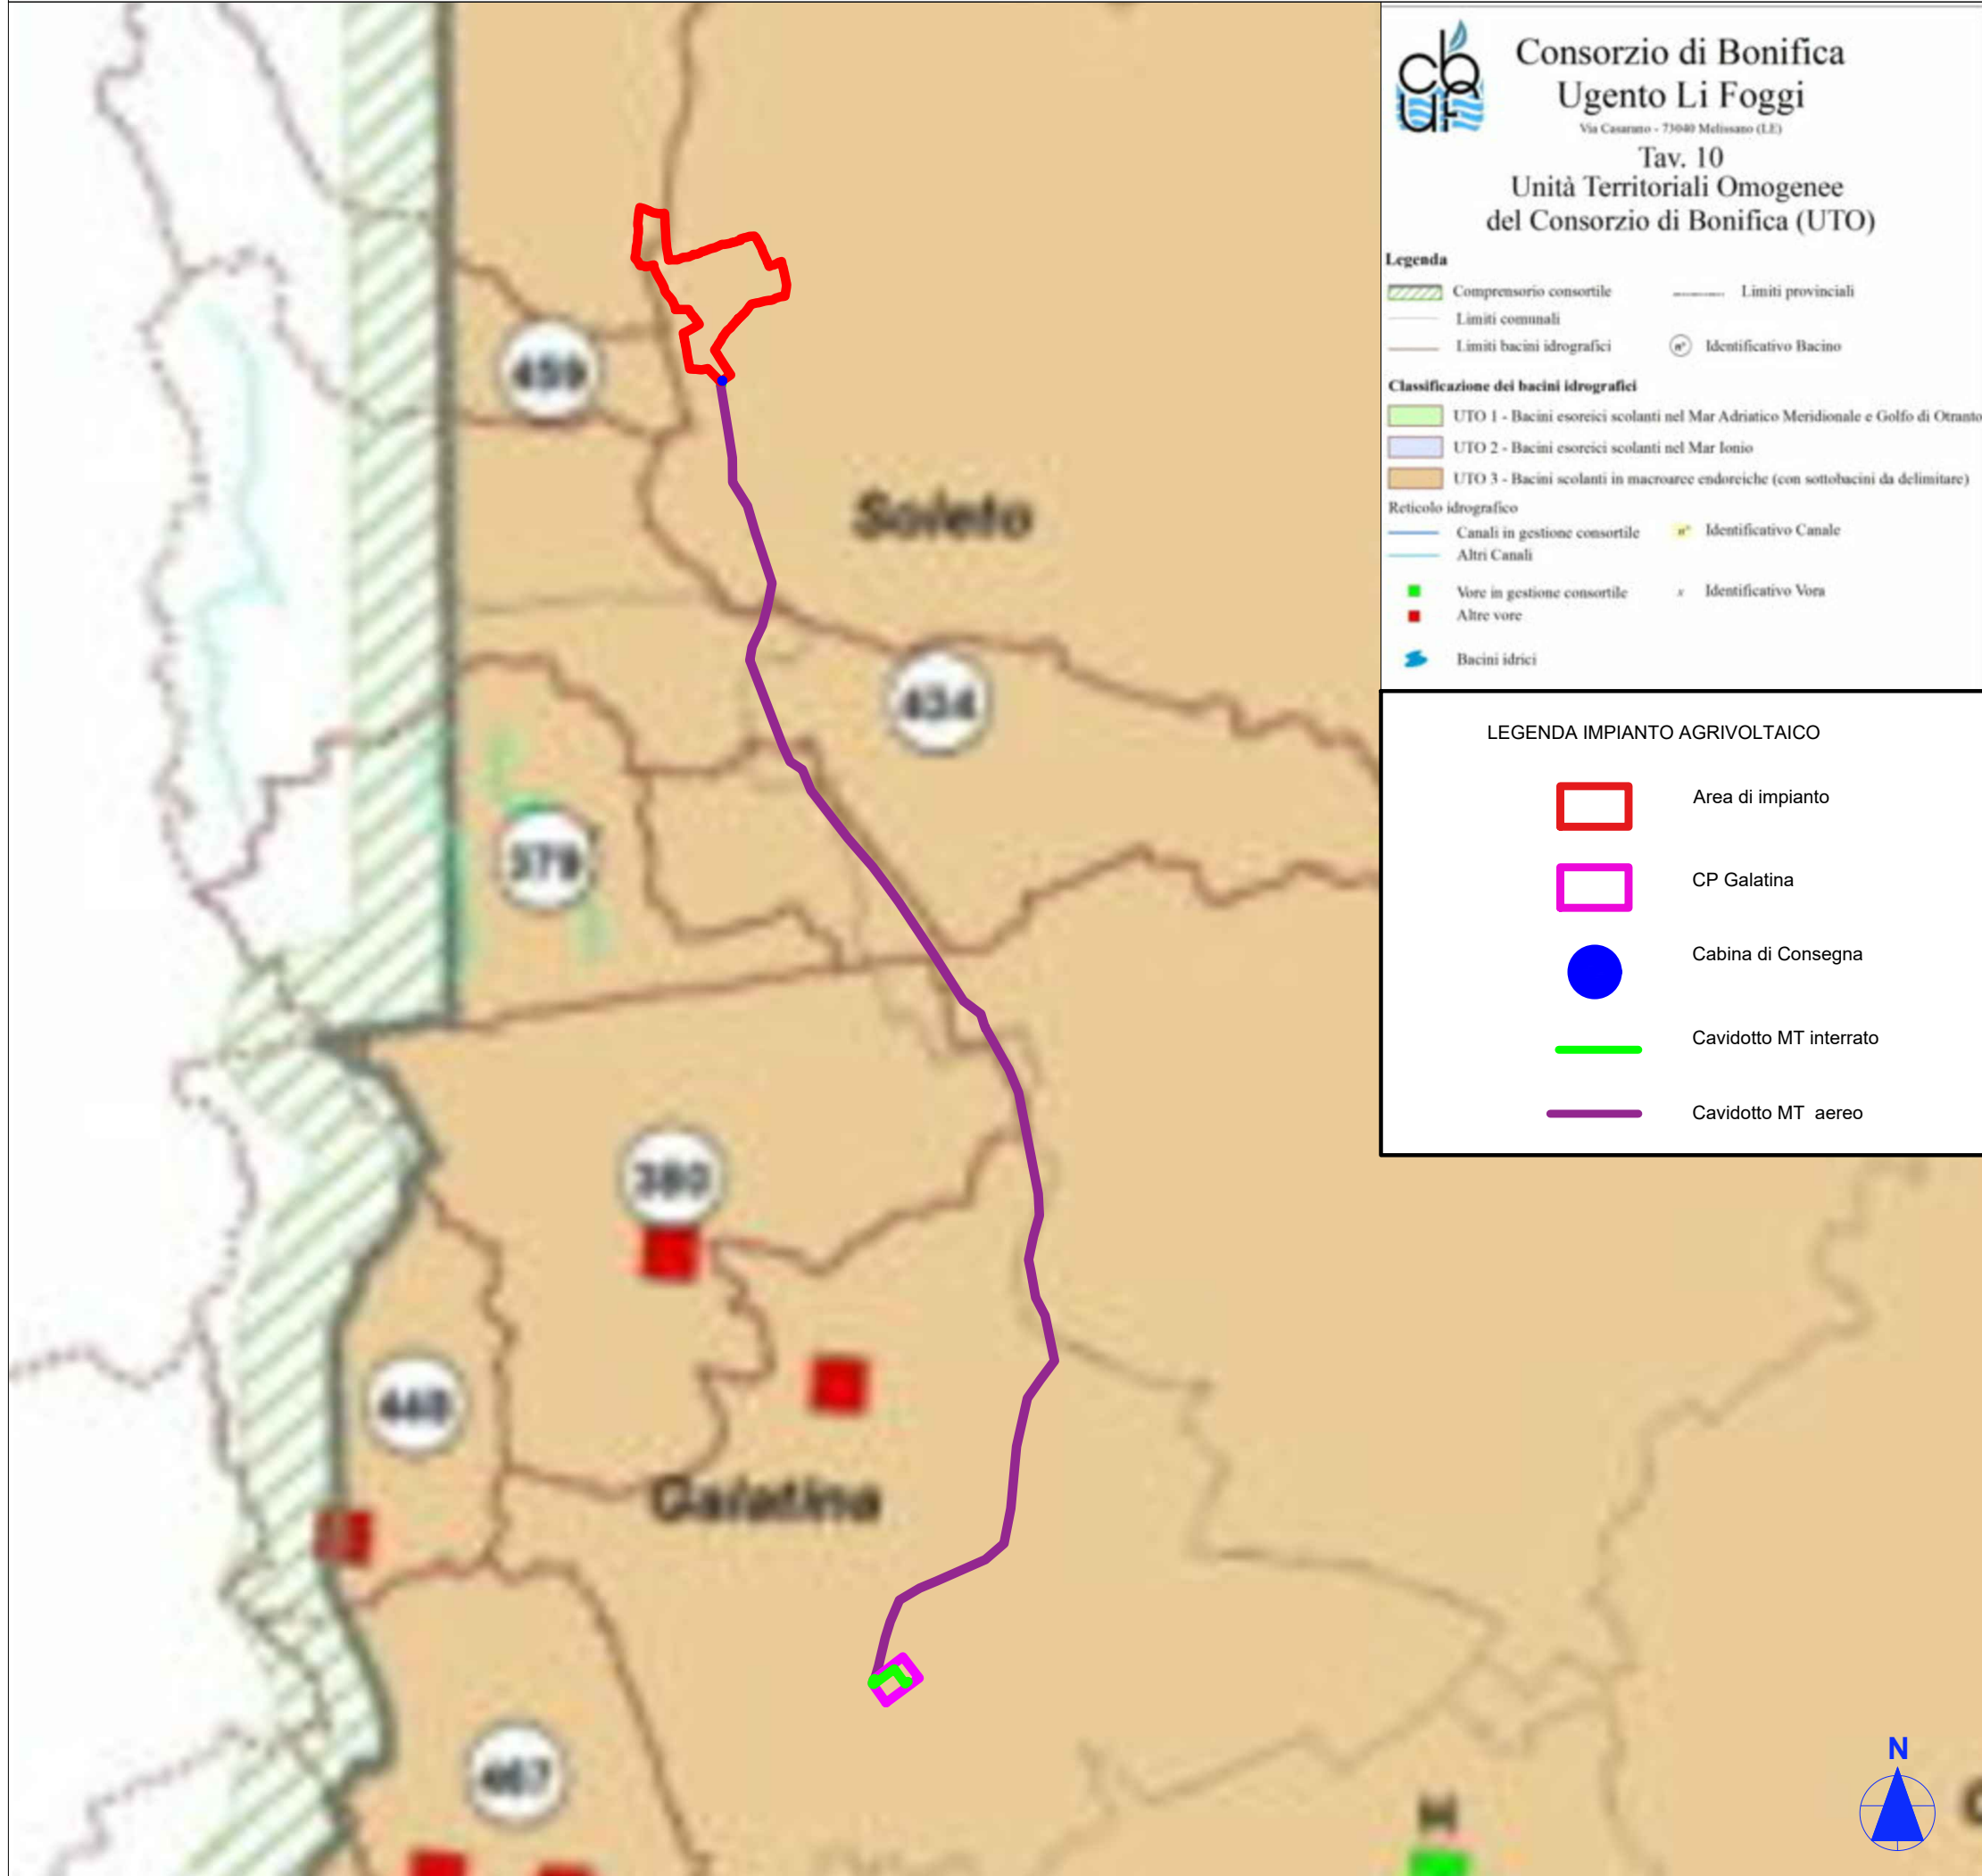 Consorzio di Bonifica
Ugento Li Foggi
Via Casarano - 73040 Melissano (LE)
Tav. 10
Unità Territoriali Omogenee
del Consorzio di Bonifica (UTO)
Legenda
Comprensorio consortile
Limiti provinciali
Limiti comunali
Limiti bacini idrografici
n°
Identificativo Bacino
Classificazione dei bacini idrografici
UTO 1 - Bacini esoreici scolanti nel Mar Adriatico Meridionale e Golfo di Otranto
UTO 2 - Bacini esoreici scolanti nel Mar Ionio
UTO 3 - Bacini scolanti in macroaree endoreiche (con sottobacini da delimitare)
Reticolo idrografico
Canali in gestione consortile
n°
Identificativo Canale
Altri Canali
Vore in gestione consortile
x
Identificativo Vora
Altre vore
Bacini idrici
LEGENDA IMPIANTO AGRIVOLTAICO
Area di impianto
CP Galatina
Cabina di Consegna
Cavidotto MT interrato
Cavidotto MT aereo
459
Soleto
434
379
380
448
Galatina
467
H
N